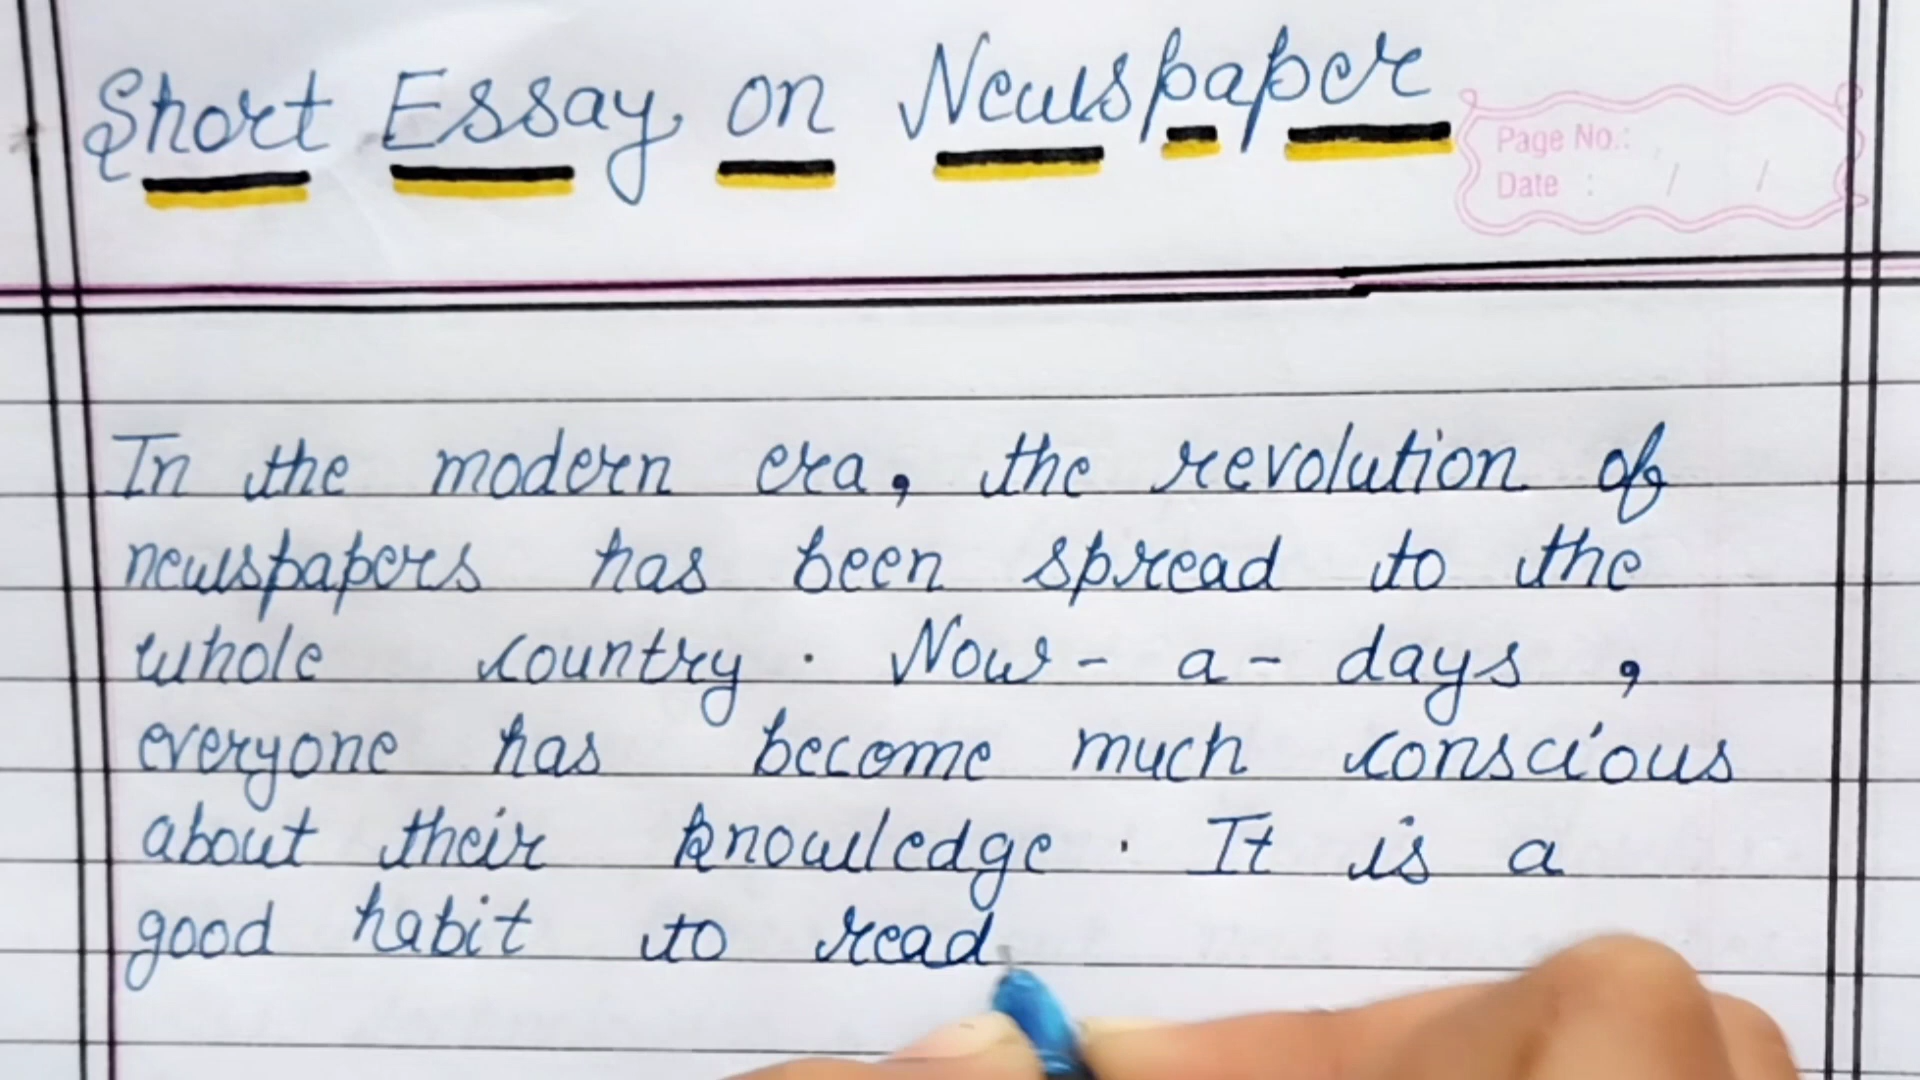 Short Essay on Newspaper
Page No.:
Date : / /
In the modern era, the revolution of
newspapers has been spread to the
whole country. Now-a-days,
everyone has become much conscious
about their knowledge. It is a
good habit to read